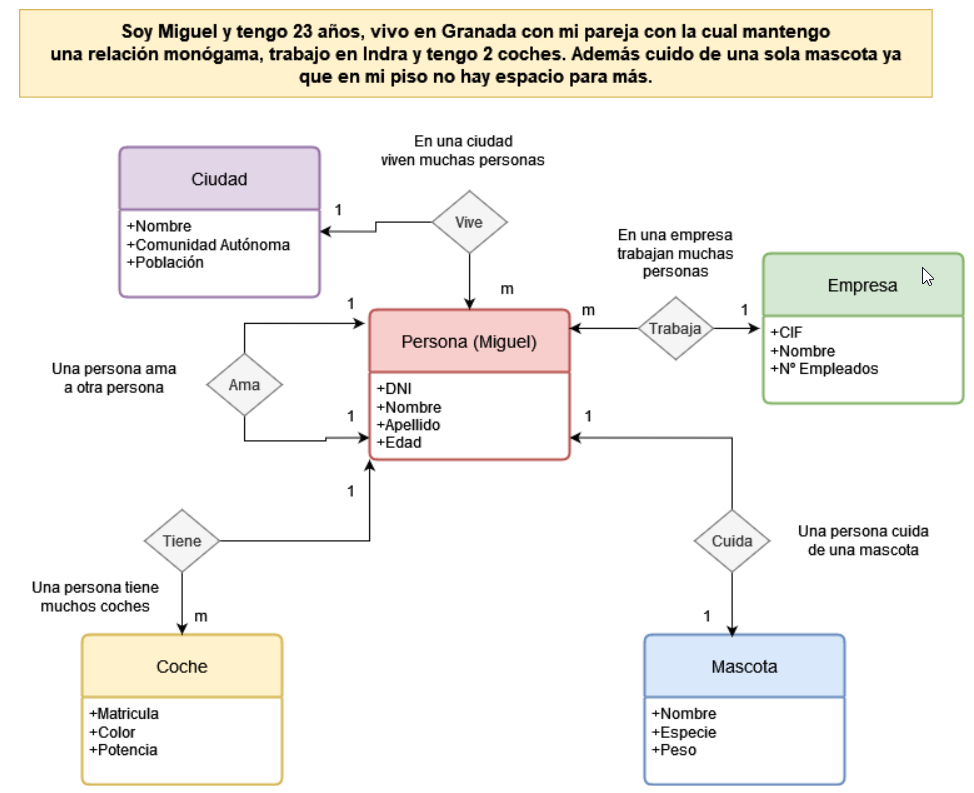 Soy Miguel y tengo 23 años, vivo en Granada con mi pareja con la cual mantengo
una relación monógama, trabajo en Indra y tengo 2 coches. Además cuido de una sola mascota ya
que en mi piso no hay espacio para más.
En una ciudad
viven muchas personas
Ciudad
+Nombre
+Comunidad Autónoma
+Población
1
Vive
m
En una empresa
trabajan muchas
personas
Empresa
+CIF
+Nombre
+Nº Empleados
m
Trabaja
1
1
Persona (Miguel)
+DNI
+Nombre
+Apellido
+Edad
Una persona ama
a otra persona
Ama
1
1
1
Tiene
Una persona tiene
muchos coches
m
Cuida
Una persona cuida
de una mascota
1
Coche
+Matricula
+Color
+Potencia
Mascota
+Nombre
+Especie
+Peso